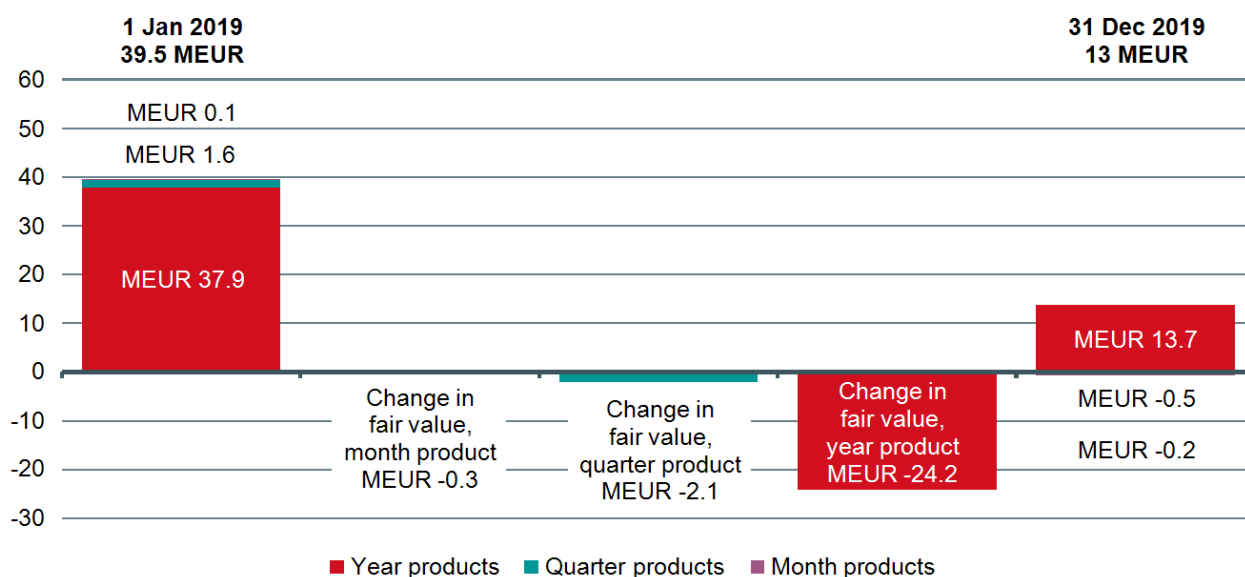 1 Jan 2019
39.5 MEUR
31 Dec 2019
13 MEUR
60
50
40
30
20
10
0
-10
-20
-30
MEUR 0.1
MEUR 1.6
MEUR 37.9
Change in
fair value,
month product
MEUR -0.3
Change in
fair value,
quarter product
MEUR -2.1
Change in
fair value,
year product
MEUR -24.2
MEUR 13.7
MEUR -0.5
MEUR -0.2
Year products
Quarter products
Month products